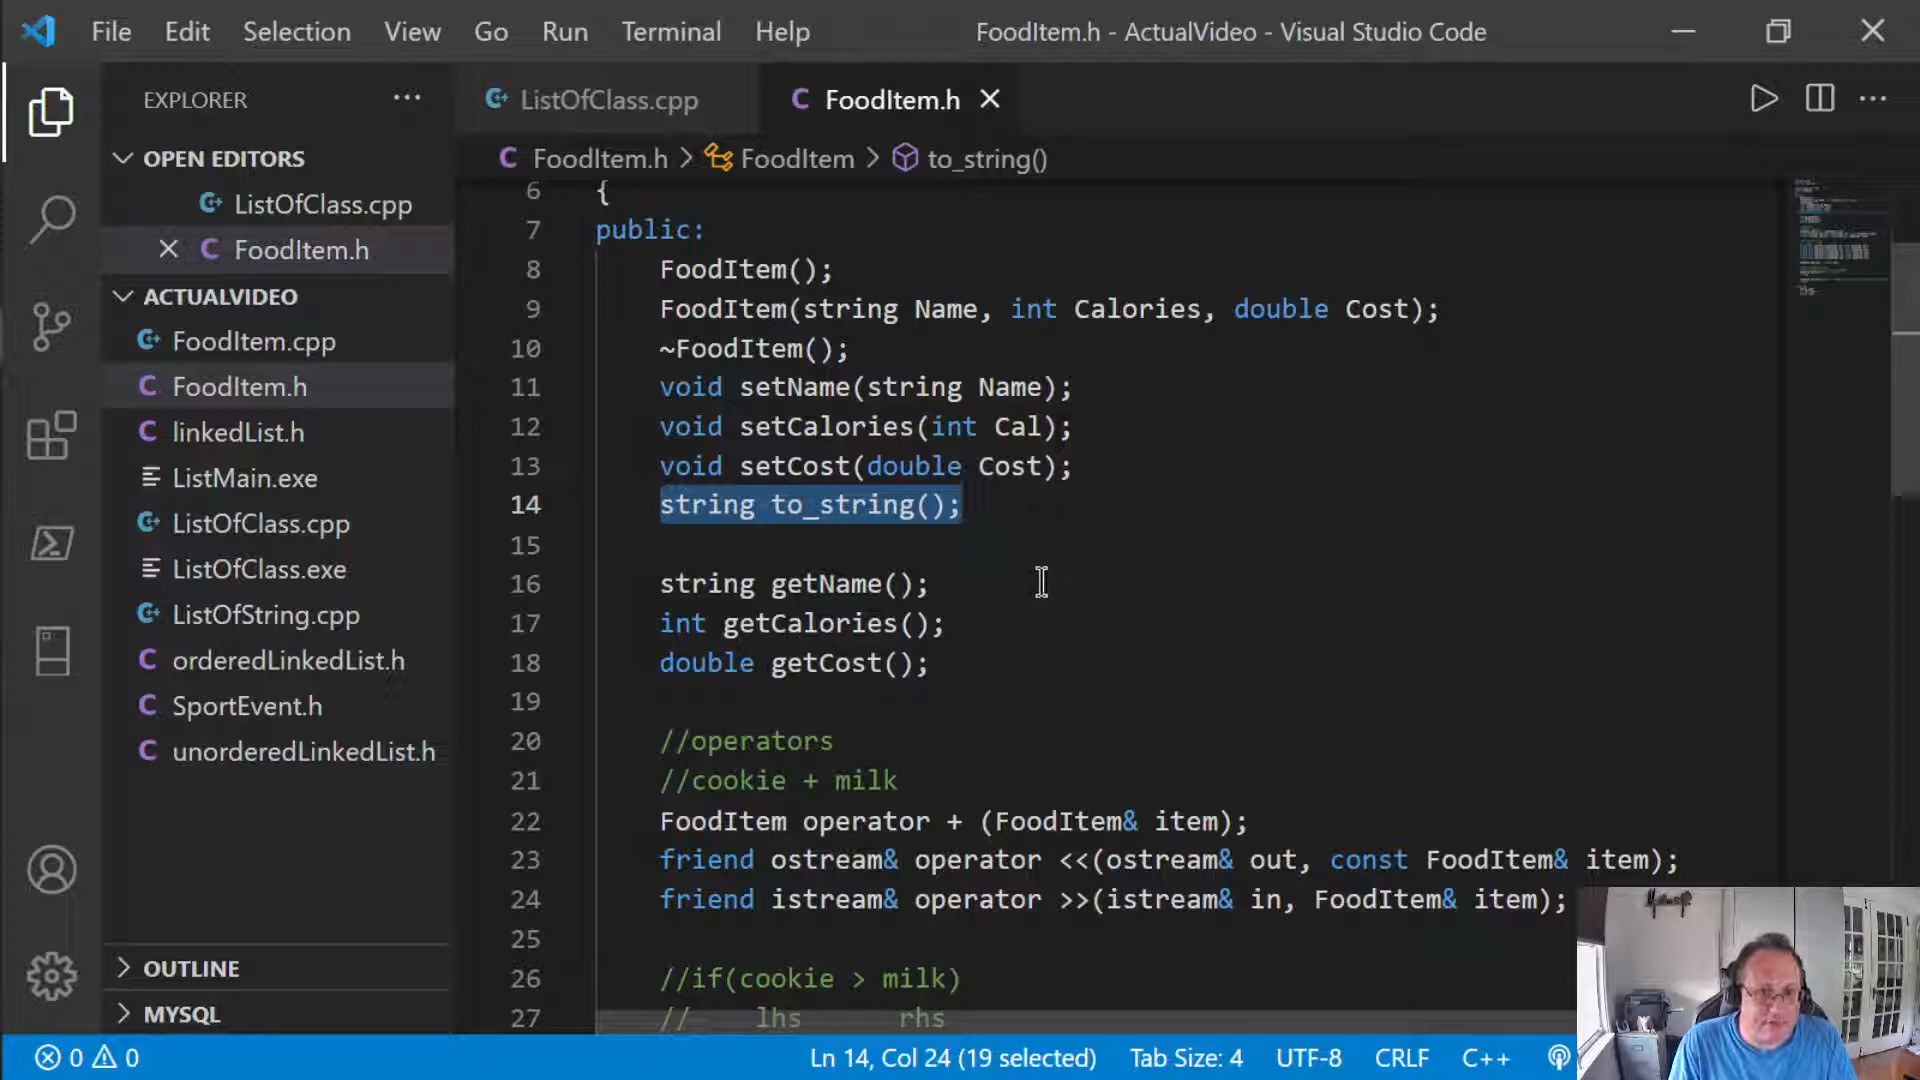 File Edit Selection View Go Run Terminal Help
FoodItem.h - ActualVideo - Visual Studio Code
EXPLORER
OPEN EDITORS
ListOfClass.cpp
FoodItem.h
ACTUALVIDEO
FoodItem.cpp
FoodItem.h
linkedList.h
ListMain.exe
ListOfClass.cpp
ListOfClass.exe
ListOfString.cpp
orderedLinkedList.h
SportEvent.h
unorderedLinkedList.h
OUTLINE
MYSQL
ListOfClass.cpp FoodItem.h
FoodItem.h > FoodItem > to_string()
6 {
7 public:
8 FoodItem();
9 FoodItem(string Name, int Calories, double Cost);
10 ~FoodItem();
11 void setName(string Name);
12 void setCalories(int Cal);
13 void setCost(double Cost);
14 string to_string();
15
16 string getName();
17 int getCalories();
18 double getCost();
19
20 //operators
21 //cookie + milk
22 FoodItem operator + (FoodItem& item);
23 friend ostream& operator <<(ostream& out, const FoodItem& item);
24 friend istream& operator >>(istream& in, FoodItem& item);
25
26 //if(cookie > milk)
27 // lhs rhs
0 0 Ln 14, Col 24 (19 selected) Tab Size: 4 UTF-8 CRLF C++